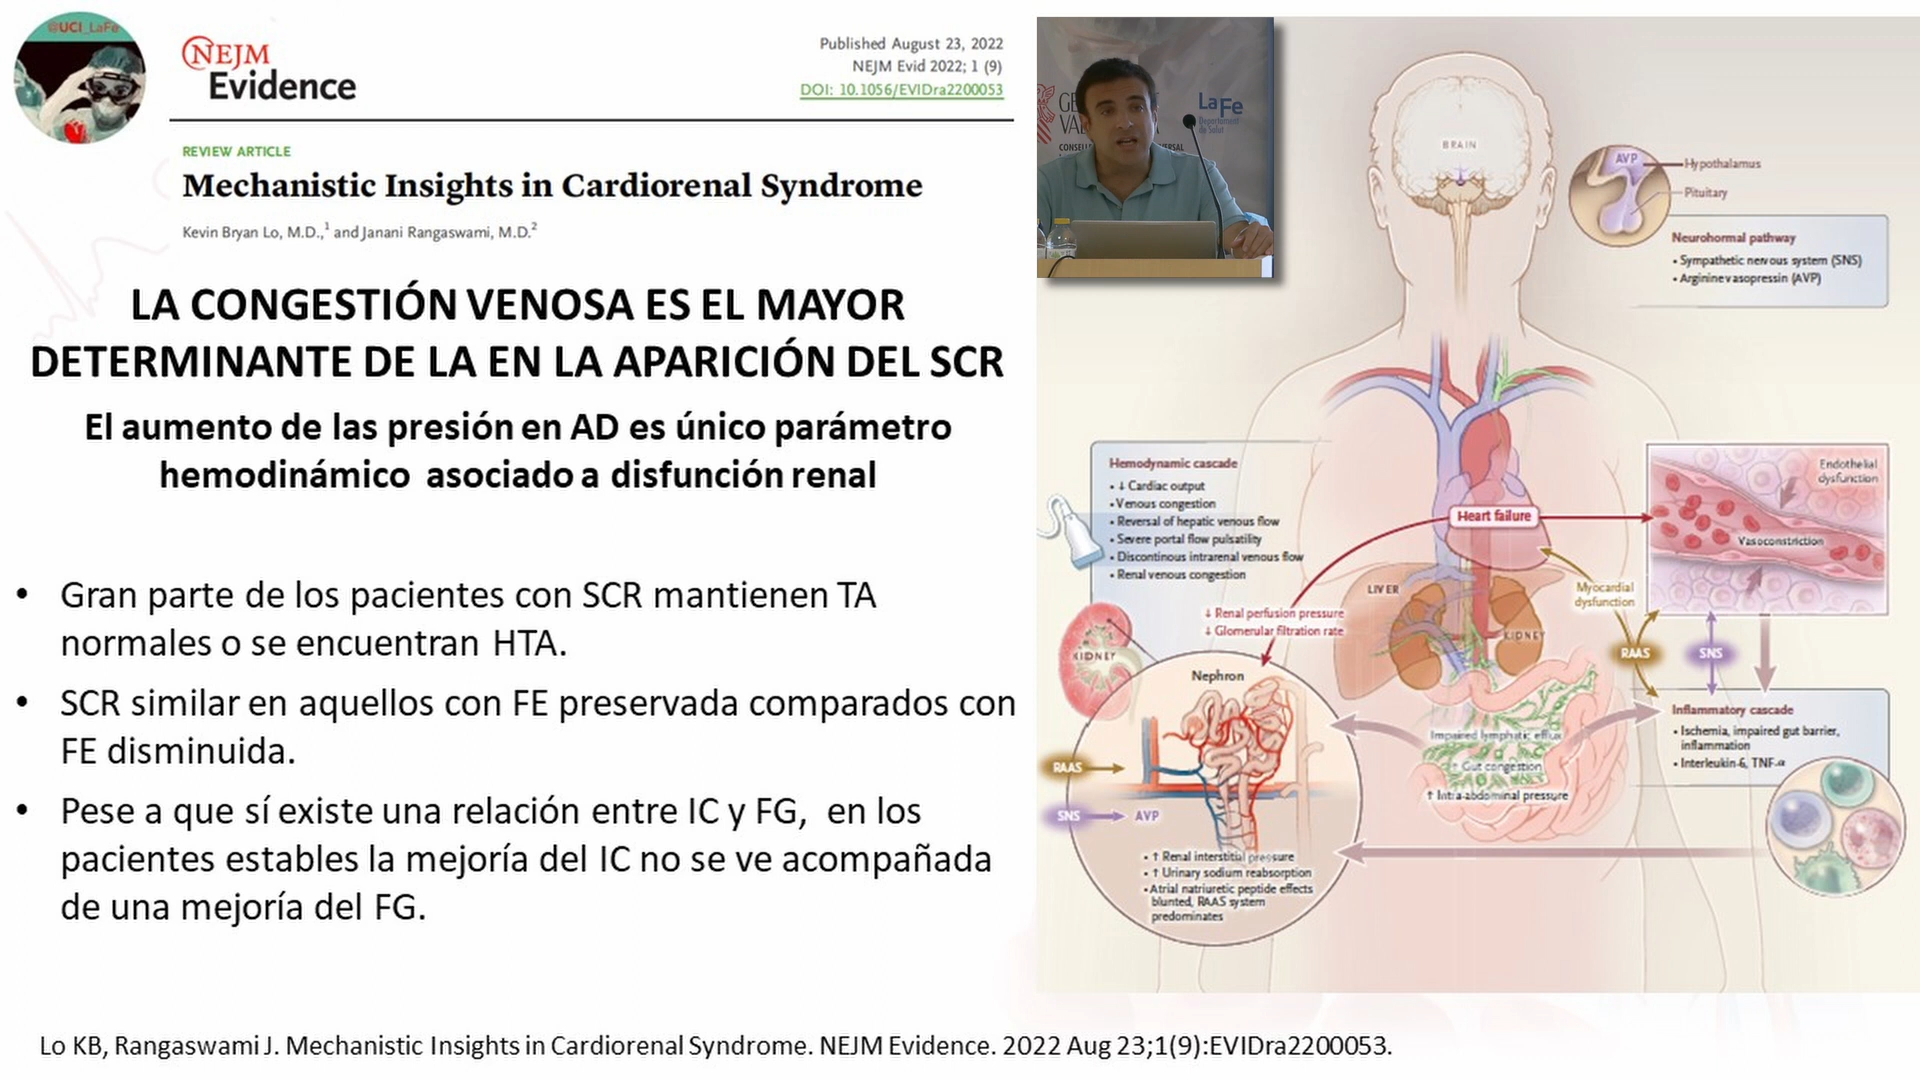 @UCI_LaFe
NEJM
Evidence
Published August 23, 2022
NEJM Evid 2022; 1 (9)
DOI: 10.1056/EVIDra2200053
REVIEW ARTICLE
Mechanistic Insights in Cardiorenal Syndrome
Kevin Bryan Lo, M.D.,1 and Janani Rangaswami, M.D.2
LA CONGESTIÓN VENOSA ES EL MAYOR
DETERMINANTE DE LA EN LA APARICIÓN DEL SCR
El aumento de las presión en AD es único parámetro
hemodinámico asociado a disfunción renal
• Gran parte de los pacientes con SCR mantienen TA
normales o se encuentran HTA.
• SCR similar en aquellos con FE preservada comparados con
FE disminuida.
• Pese a que sí existe una relación entre IC y FG, en los
pacientes estables la mejoría del IC no se ve acompañada
de una mejoría del FG.
LaFe
Departament
de Salut
BRAIN
AVP
Hypothalamus
Pituitary
Neurohormal pathway
• Sympathetic nervous system (SNS)
• Arginine vasopressin (AVP)
Hemodynamic cascade
• ↓ Cardiac output
• Venous congestion
• Reversal of hepatic venous flow
• Severe portal flow pulsatility
• Discontinous intrarenal venous flow
• Renal venous congestion
Heart failure
Endothelial
dysfunction
Vasoconstriction
LIVER
KIDNEY
Myocardial
dysfunction
↓ Renal perfusion pressure
↓ Glomerular filtration rate
KIDNEY
RAAS
SNS
Nephron
Inflammatory cascade
• Ischemia, impaired gut barrier,
inflammation
• Interleukin-6, TNF-α
Impaired lymphatic efflux
↑ Gut congestion
↑ Intra-abdominal pressure
RAAS
SNS
AVP
• ↑ Renal interstitial pressure
• ↑ Urinary sodium reabsorption
• Atrial natriuretic peptide effects
blunted, RAAS system
predominates
Lo KB, Rangaswami J. Mechanistic Insights in Cardiorenal Syndrome. NEJM Evidence. 2022 Aug 23;1(9):EVIDra2200053.